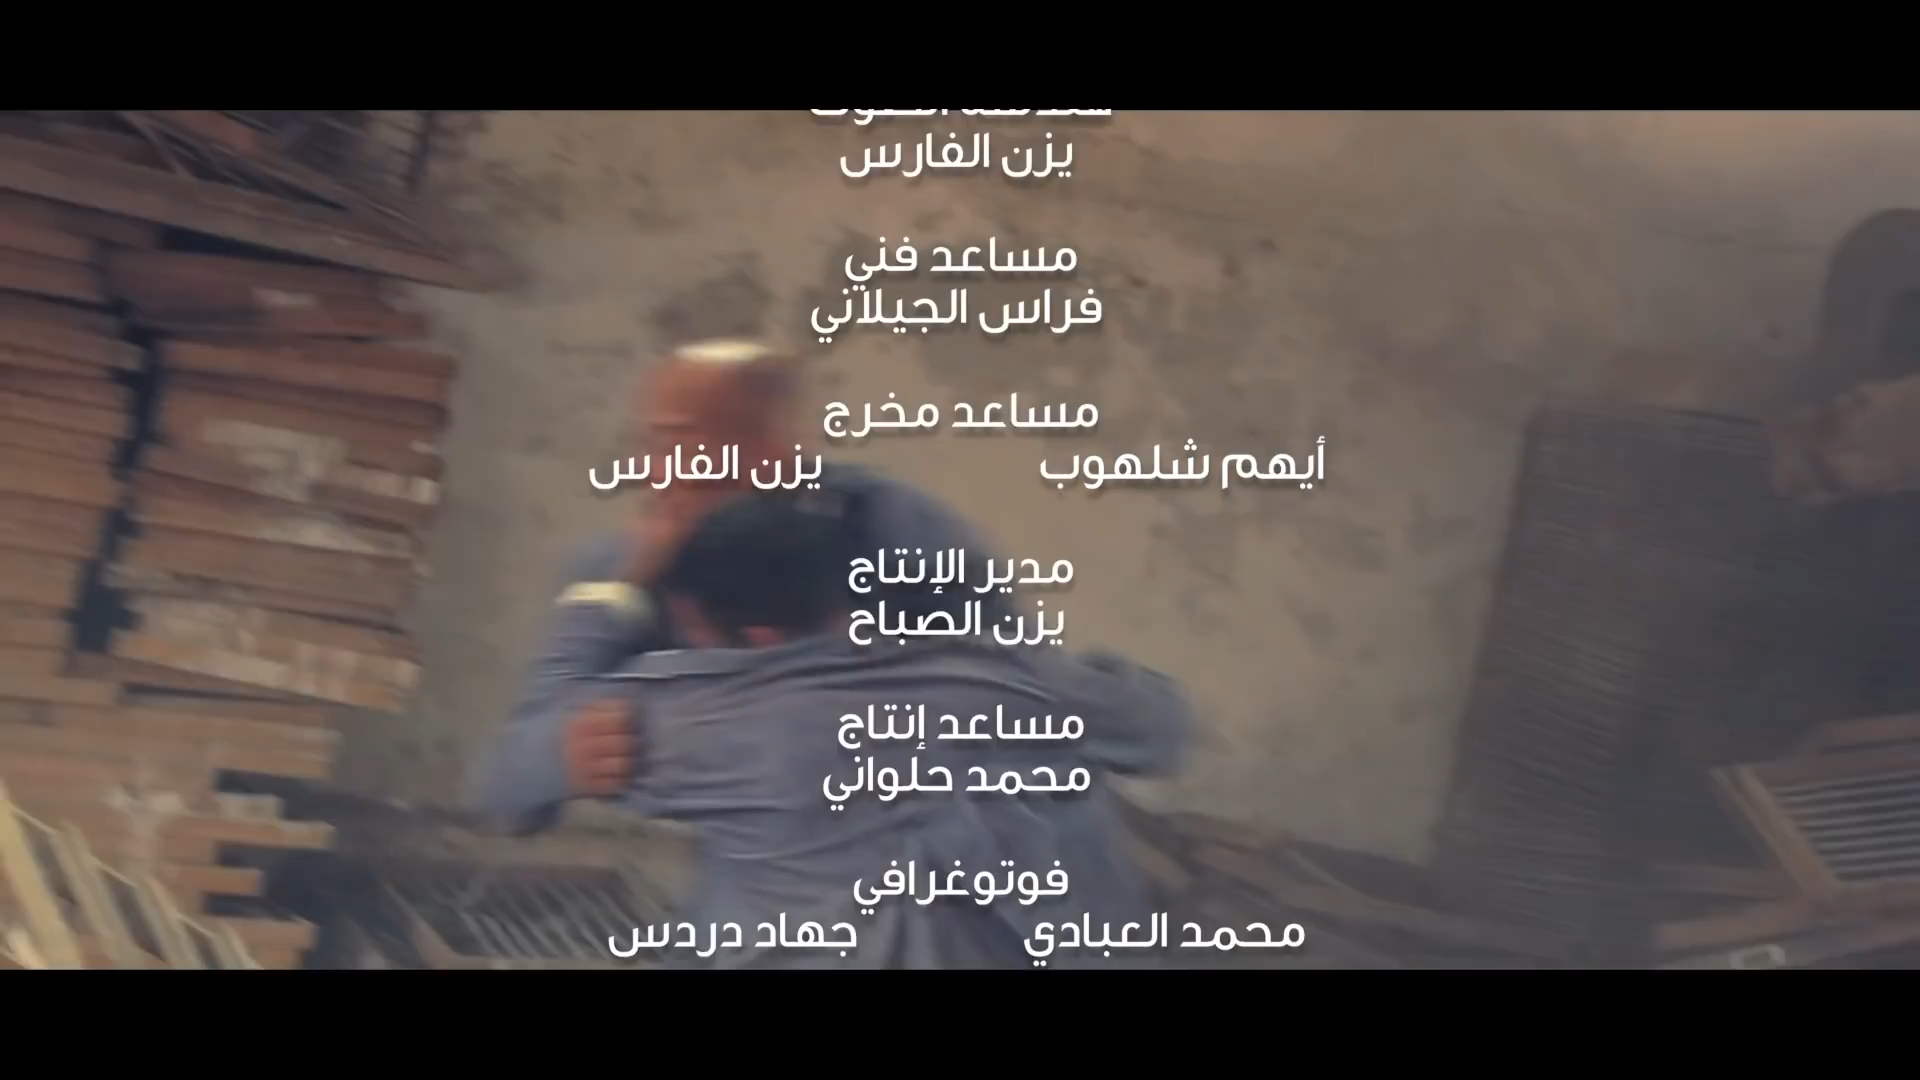 يزن الفارس
مساعد فني
فراس الجيلاني
مساعد مخرج
أيهم شلهوب يزن الفارس
مدير الإنتاج
يزن الصباح
مساعد إنتاج
محمد حلواني
فوتوغرافي
محمد العبادي جهاد دردس